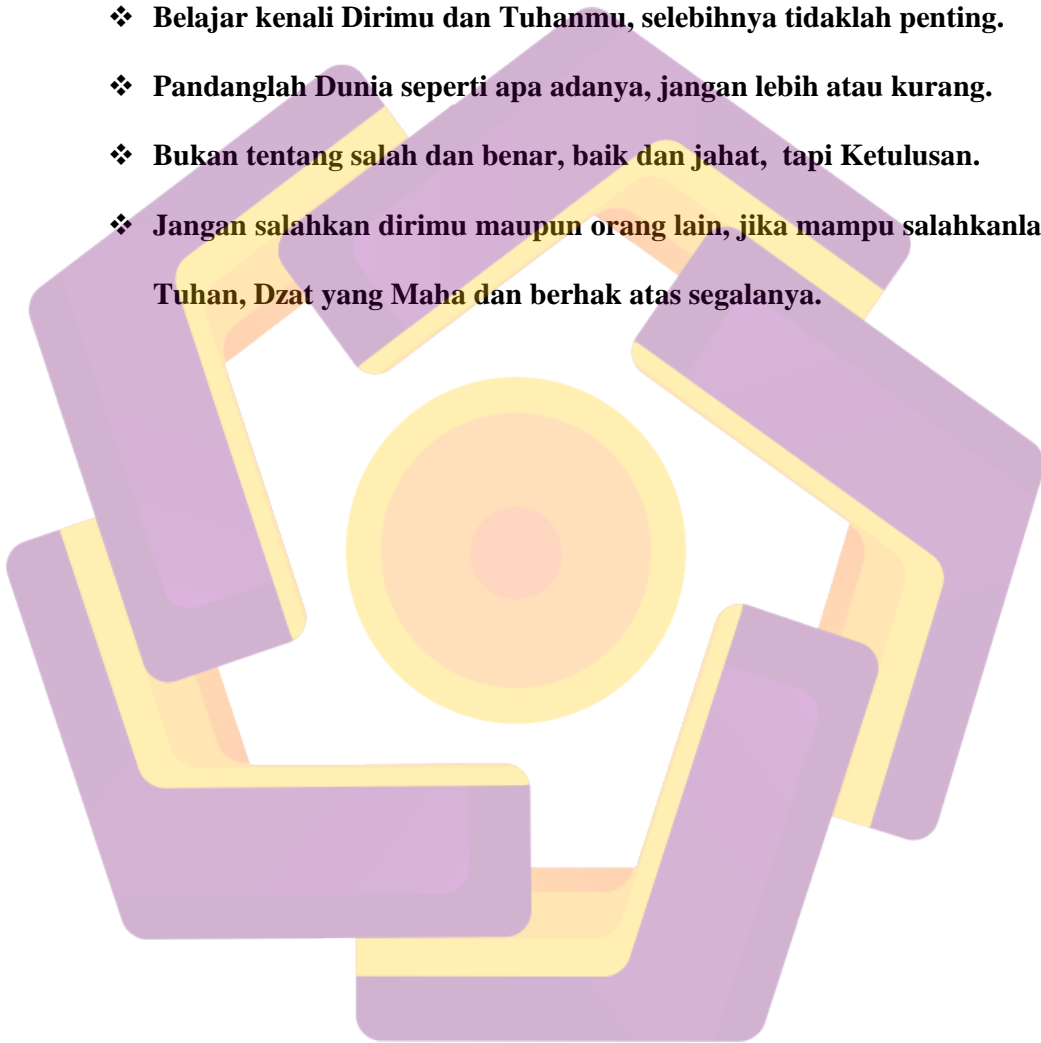 ❖ Belajar kenali Dirimu dan Tuhanmu, selebihnya tidaklah penting.
❖ Pandanglah Dunia seperti apa adanya, jangan lebih atau kurang.
❖ Bukan tentang salah dan benar, baik dan jahat, tapi Ketulusan.
❖ Jangan salahkan dirimu maupun orang lain, jika mampu salahkanla
Tuhan, Dzat yang Maha dan berhak atas segalanya.